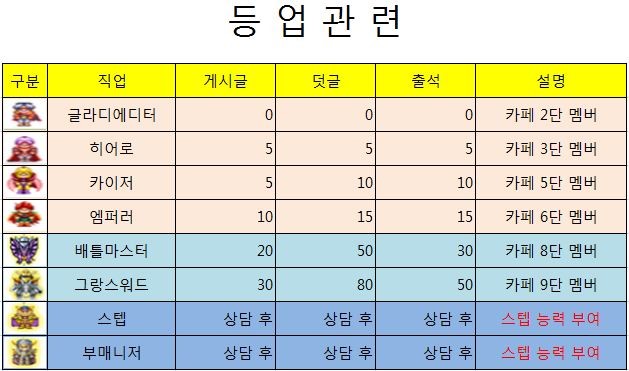 등 업 관 련
구분 직업 게시글 덧글 출석 설명
글라디에디터 0 0 0 카페 2단 멤버
히어로 5 5 5 카페 3단 멤버
카이저 5 10 10 카페 5단 멤버
엠퍼러 10 15 15 카페 6단 멤버
배틀마스터 20 50 30 카페 8단 멤버
그랑스워드 30 80 50 카페 9단 멤버
스텝 상담 후 상담 후 상담 후 스텝 능력 부여
부매니저 상담 후 상담 후 상담 후 스텝 능력 부여